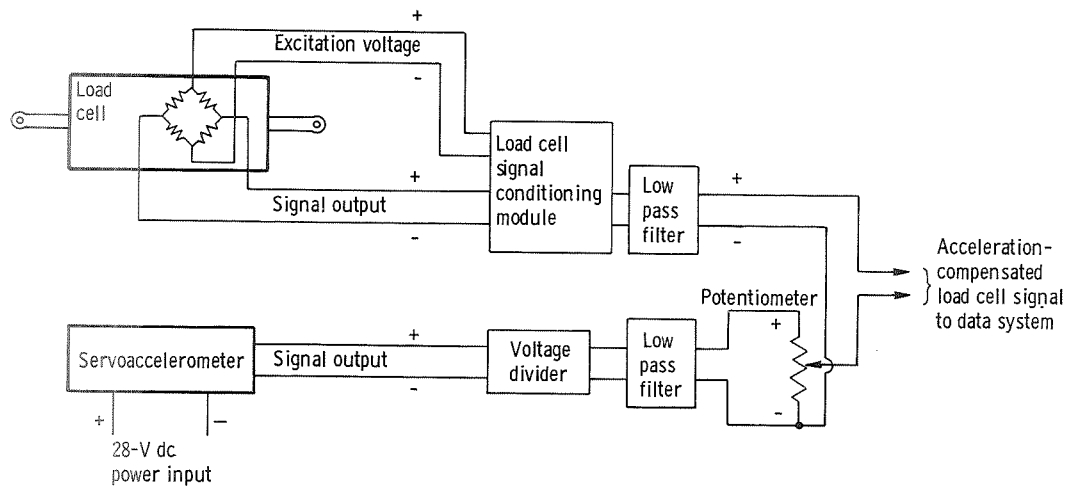 +
Excitation voltage
-
Load
cell
Load cell
signal
conditioning
module
+
Signal output
-
Low
pass
filter
+
-
Acceleration-
compensated
load cell signal
to data system
Potentiometer
+
-
Servoaccelerometer
+
Signal output
-
Voltage
divider
Low
pass
filter
+
-
28-V dc
power input